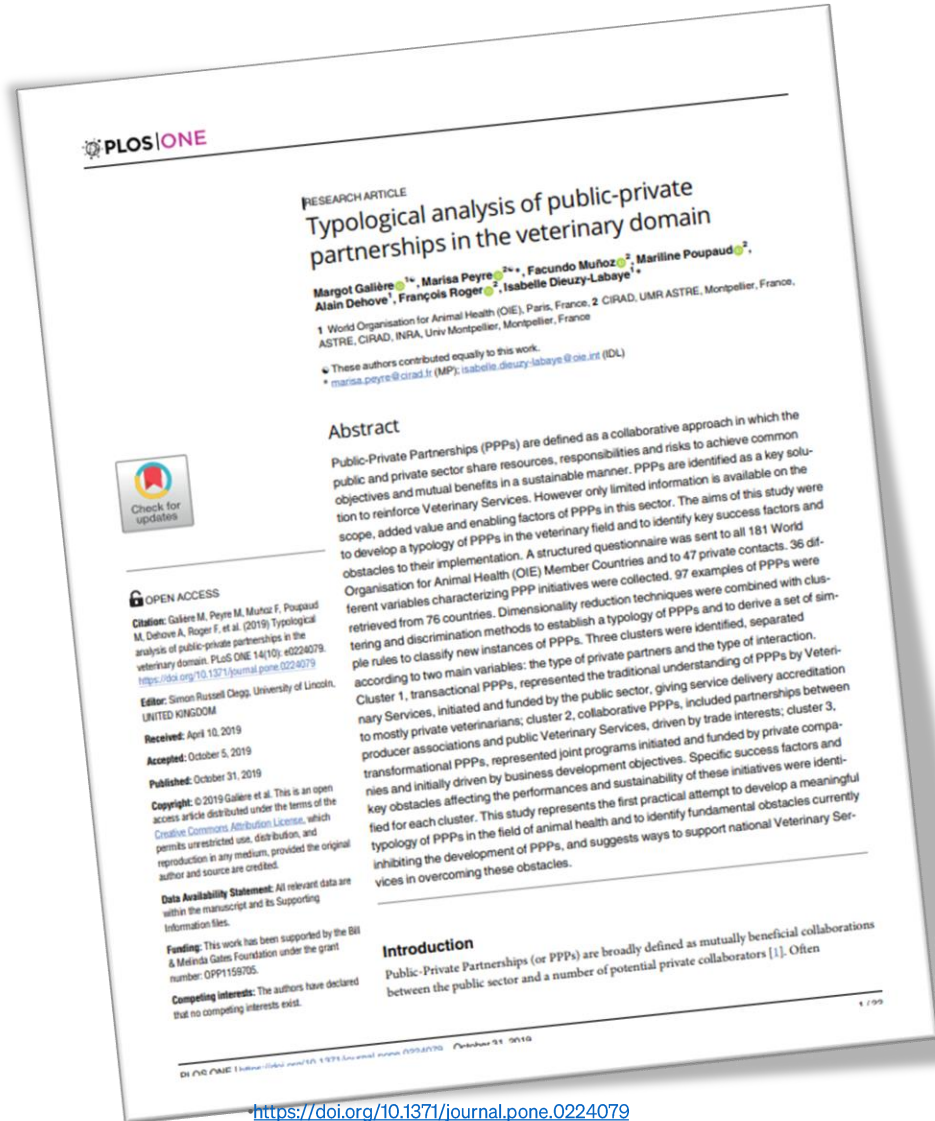 PLOS|ONE
RESEARCH ARTICLE
Typological analysis of public-private
partnerships in the veterinary domain
Margot Galière 1☯, Marisa Peyre 2☯*, Facundo Muñoz 2, Mariline Poupaud 2,
Alain Dehove1, François Roger 2, Isabelle Dieuzy-Labaye1*
1 World Organisation for Animal Health (OIE), Paris, France, 2 CIRAD, UMR ASTRE, Montpellier, France,
ASTRE, CIRAD, INRA, Univ Montpellier, Montpellier, France
☯ These authors contributed equally to this work.
* marisa.peyre@cirad.fr (MP); isabelle.dieuzy-labaye@oie.int (IDL)
Abstract
Public-Private Partnerships (PPPs) are defined as a collaborative approach in which the
public and private sector share resources, responsibilities and risks to achieve common
objectives and mutual benefits in a sustainable manner. PPPs are identified as a key solu-
tion to reinforce Veterinary Services. However only limited information is available on the
scope, added value and enabling factors of PPPs in this sector. The aims of this study were
to develop a typology of PPPs in the veterinary field and to identify key success factors and
obstacles to their implementation. A structured questionnaire was sent to all 181 World
Organisation for Animal Health (OIE) Member Countries and to 47 private contacts. 36 dif-
ferent variables characterizing PPP initiatives were collected. 97 examples of PPPs were
retrieved from 76 countries. Dimensionality reduction techniques were combined with clus-
tering and discrimination methods to establish a typology of PPPs and to derive a set of sim-
ple rules to classify new instances of PPPs. Three clusters were identified, separated
according to two main variables: the type of private partners and the type of interaction.
Cluster 1, transactional PPPs, represented the traditional understanding of PPPs by Veteri-
nary Services, initiated and funded by the public sector, giving service delivery accreditation
to mostly private veterinarians; cluster 2, collaborative PPPs, included partnerships between
producer associations and public Veterinary Services, driven by trade interests; cluster 3,
transformational PPPs, represented joint programs initiated and funded by private compa-
nies and initially driven by business development objectives. Specific success factors and
key obstacles affecting the performances and sustainability of these initiatives were identi-
fied for each cluster. This study represents the first practical attempt to develop a meaningful
typology of PPPs in the field of animal health and to identify fundamental obstacles currently
inhibiting the development of PPPs, and suggests ways to support national Veterinary Ser-
vices in overcoming these obstacles.
Check for
updates
OPEN ACCESS
Citation: Galière M, Peyre M, Muñoz F, Poupaud
M, Dehove A, Roger F, et al. (2019) Typological
analysis of public-private partnerships in the
veterinary domain. PLoS ONE 14(10): e0224079.
https://doi.org/10.1371/journal.pone.0224079
Editor: Simon Russell Clegg, University of Lincoln,
UNITED KINGDOM
Received: April 10, 2019
Accepted: October 5, 2019
Published: October 31, 2019
Copyright: © 2019 Galière et al. This is an open
access article distributed under the terms of the
Creative Commons Attribution License, which
permits unrestricted use, distribution, and
reproduction in any medium, provided the original
author and source are credited.
Data Availability Statement: All relevant data are
within the manuscript and its Supporting
Information files.
Funding: This work has been supported by the Bill
& Melinda Gates Foundation under the grant
number: OPP1159705.
Competing interests: The authors have declared
that no competing interests exist.
Introduction
Public-Private Partnerships (or PPPs) are broadly defined as mutually beneficial collaborations
between the public sector and a number of potential private collaborators [1]. Often
PLOS ONE | https://doi.org/10.1371/journal.pone.0224079 October 31, 2019
1 / 22
•https://doi.org/10.1371/journal.pone.0224079